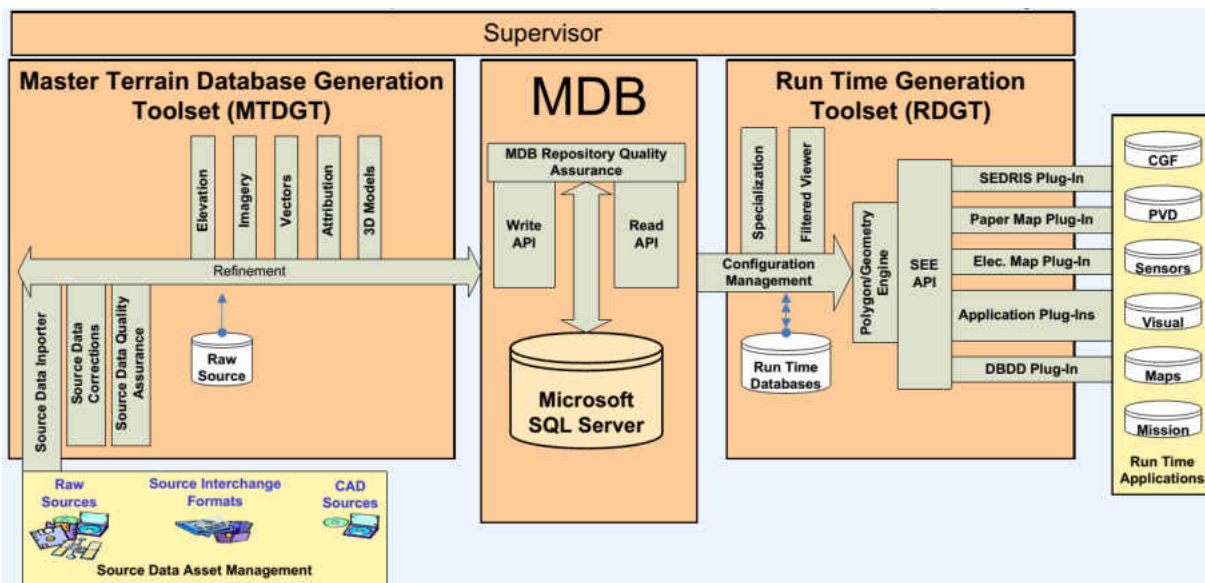 Supervisor
Master Terrain Database Generation
Toolset (MTDGT)
Elevation
Imagery
Vectors
Attribution
3D Models
Refinement
Source Data Inporter
Source Data
Corrections
Source Data Quality
Assurance
Raw
Source
Raw
Sources
Source Interchange
Formats
CAD
Sources
Source Data Asset Management
MDB
MDB Repository Quality
Assurance
Write
API
Read
API
Microsoft
SQL Server
Run Time Generation
Toolset (RDGT)
Specialization
Filtered Viewer
Configuration
Management
Run Time
Databases
Polygon/Geometry
Engine
SEE
API
SEDRIS Plug-In
Paper Map Plug-In
Elec. Map Plug-In
Application Plug-Ins
DBDD Plug-In
CGF
PVD
Sensors
Visual
Maps
Mission
Run Time
Applications